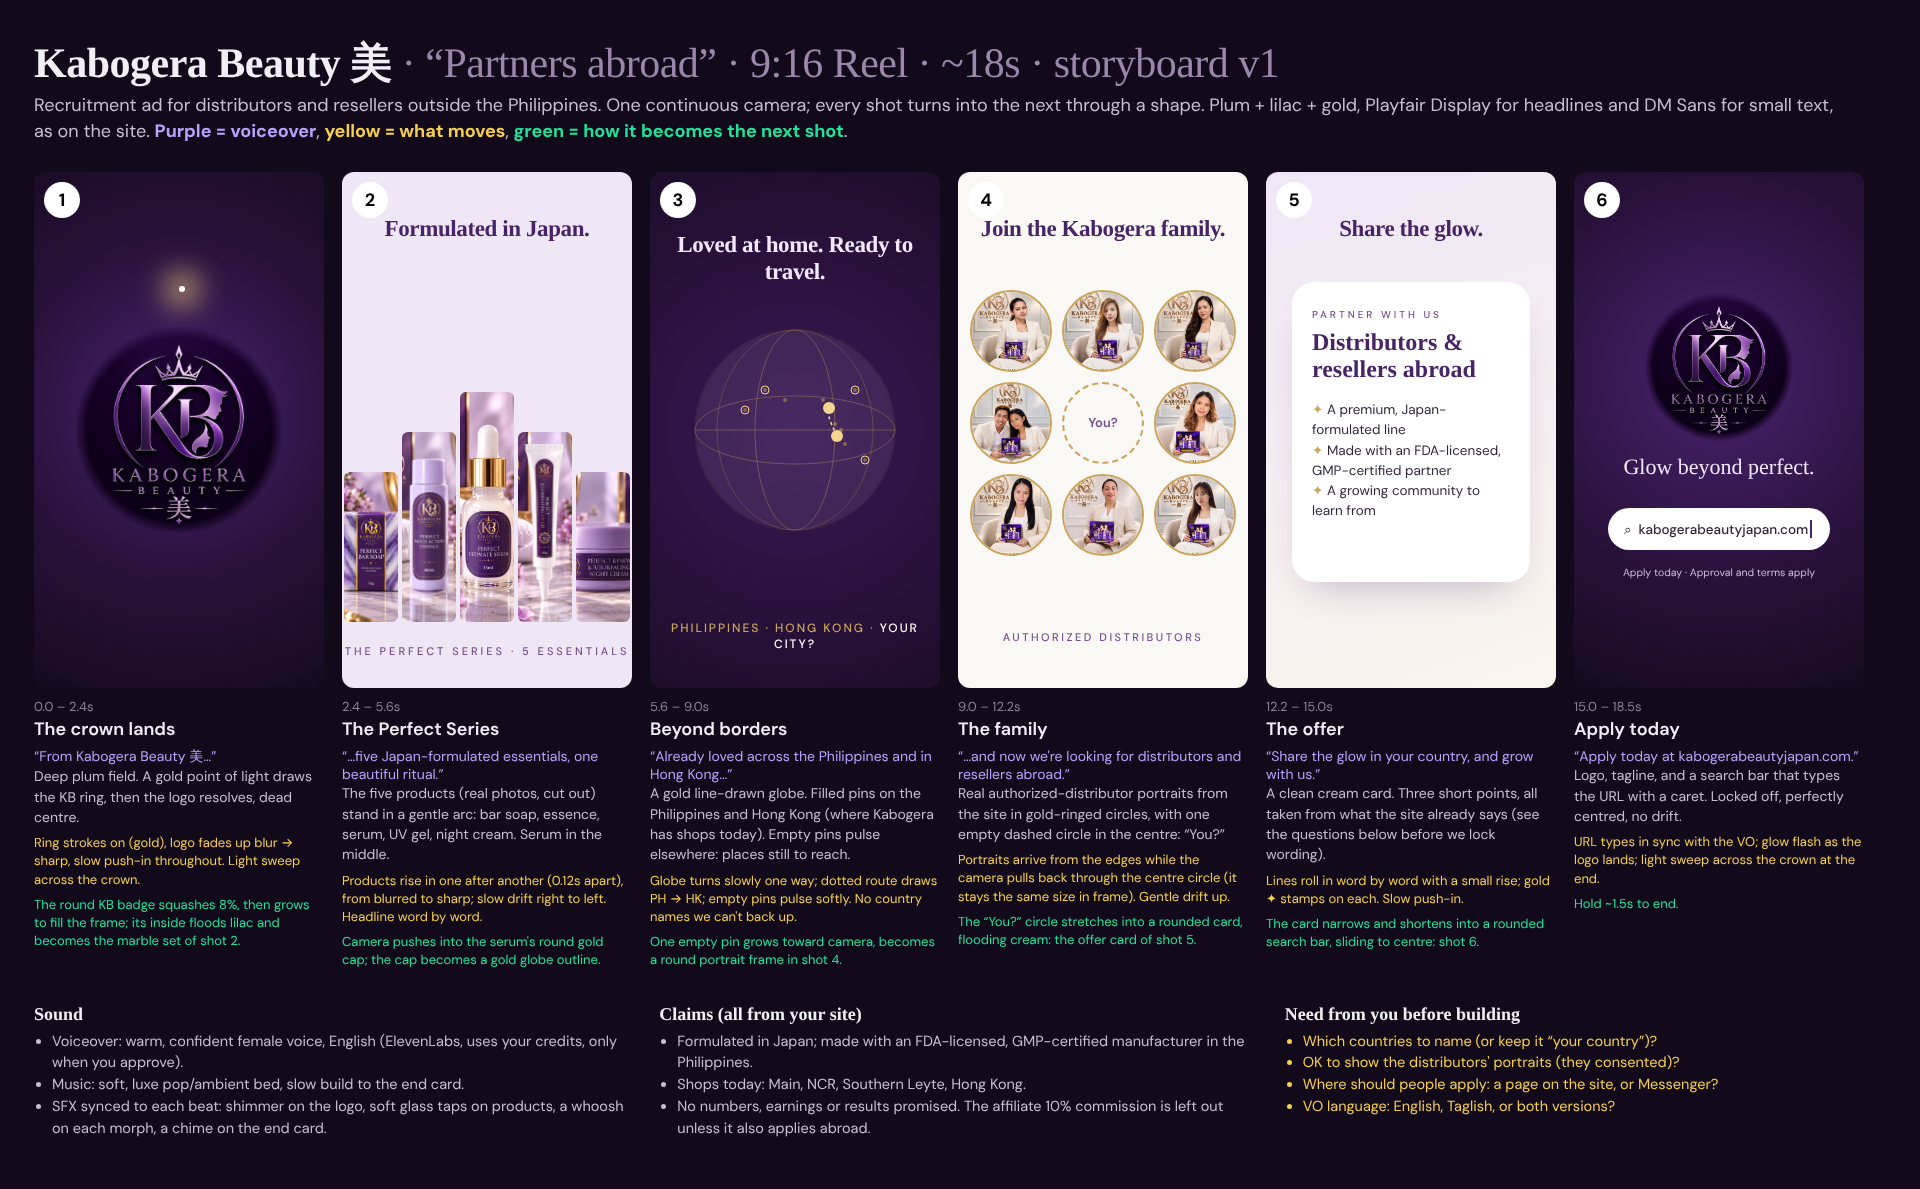 Kabogera Beauty 美 · “Partners abroad” · 9:16 Reel · ~18s · storyboard v1
Recruitment ad for distributors and resellers outside the Philippines. One continuous camera; every shot turns into the next through a shape. Plum + lilac + gold, Playfair Display for headlines and DM Sans for small text,
as on the site. Purple = voiceover, yellow = what moves, green = how it becomes the next shot.
1
KB
KABOGERA
BEAUTY
美
0.0 – 2.4s
The crown lands
“From Kabogera Beauty 美...”
Deep plum field. A gold point of light draws
the KB ring, then the logo resolves, dead
centre.
Ring strokes on (gold), logo fades up blur →
sharp, slow push-in throughout. Light sweep
across the crown.
The round KB badge squashes 8%, then grows
to fill the frame; its inside floods lilac and
becomes the marble set of shot 2.
2
Formulated in Japan.
KB
PERFECT
BAR SOAP
KB
KB
PERFECT
ULTIMATE SERUM
KB
THE PERFECT SERIES · 5 ESSENTIALS
2.4 – 5.6s
The Perfect Series
“...five Japan-formulated essentials, one
beautiful ritual.”
The five products (real photos, cut out)
stand in a gentle arc: bar soap, essence,
serum, UV gel, night cream. Serum in the
middle.
Products rise in one after another (0.12s apart),
from blurred to sharp; slow drift right to left.
Headline word by word.
Camera pushes into the serum's round gold
cap; the cap becomes a gold globe outline.
3
Loved at home. Ready to
travel.
PHILIPPINES · HONG KONG · YOUR
CITY?
5.6 – 9.0s
Beyond borders
“Already loved across the Philippines and in
Hong Kong...”
A gold line-drawn globe. Filled pins on the
Philippines and Hong Kong (where Kabogera
has shops today). Empty pins pulse
elsewhere: places still to reach.
Globe turns slowly one way; dotted route draws
PH → HK; empty pins pulse softly. No country
names we can't back up.
One empty pin grows toward camera, becomes
a round portrait frame in shot 4.
4
Join the Kabogera family.
You?
AUTHORIZED DISTRIBUTORS
9.0 – 12.2s
The family
“...and now we're looking for distributors and
resellers abroad.”
Real authorized-distributor portraits from
the site in gold-ringed circles, with one
empty dashed circle in the centre: “You?”
Portraits arrive from the edges while the
camera pulls back through the centre circle (it
stays the same size in frame). Gentle drift up.
The “You?” circle stretches into a rounded card,
flooding cream: the offer card of shot 5.
5
Share the glow.
PARTNER WITH US
Distributors &
resellers abroad
✦ A premium, Japan-
formulated line
✦ Made with an FDA-licensed,
GMP-certified partner
✦ A growing community to
learn from
12.2 – 15.0s
The offer
“Share the glow in your country, and grow
with us.”
A clean cream card. Three short points, all
taken from what the site already says (see
the questions below before we lock
wording).
Lines roll in word by word with a small rise; gold
✦ stamps on each. Slow push-in.
The card narrows and shortens into a rounded
search bar, sliding to centre: shot 6.
6
KB
KABOGERA
BEAUTY
美
Glow beyond perfect.
⌕ kabogerabeautyjapan.com
Apply today · Approval and terms apply
15.0 – 18.5s
Apply today
“Apply today at kabogerabeautyjapan.com.”
Logo, tagline, and a search bar that types
the URL with a caret. Locked off, perfectly
centred, no drift.
URL types in sync with the VO; glow flash as the
logo lands; light sweep across the crown at the
end.
Hold ~1.5s to end.
Sound
• Voiceover: warm, confident female voice, English (ElevenLabs, uses your credits, only
when you approve).
• Music: soft, luxe pop/ambient bed, slow build to the end card.
• SFX synced to each beat: shimmer on the logo, soft glass taps on products, a whoosh
on each morph, a chime on the end card.
Claims (all from your site)
• Formulated in Japan; made with an FDA-licensed, GMP-certified manufacturer in the
Philippines.
• Shops today: Main, NCR, Southern Leyte, Hong Kong.
• No numbers, earnings or results promised. The affiliate 10% commission is left out
unless it also applies abroad.
Need from you before building
• Which countries to name (or keep it “your country”)?
• OK to show the distributors' portraits (they consented)?
• Where should people apply: a page on the site, or Messenger?
• VO language: English, Taglish, or both versions?